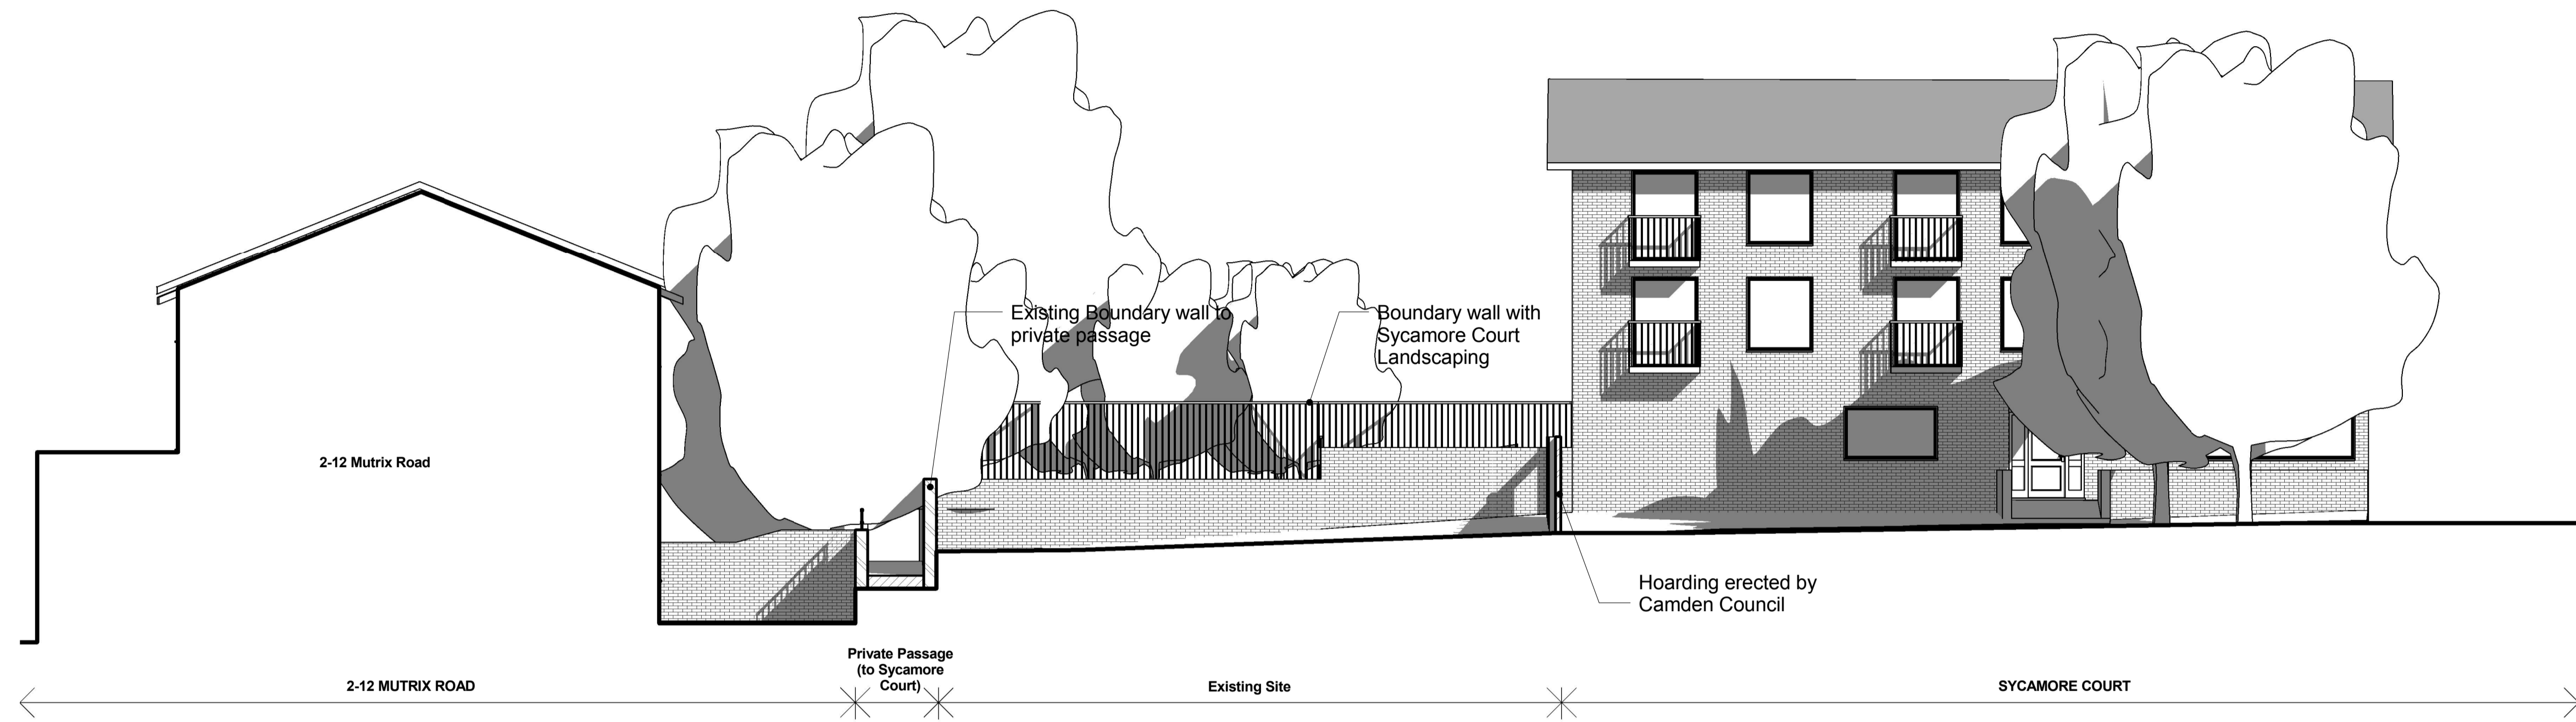 Existing Boundary wall to
private passage
Boundary wall with
Sycamore Court
Landscaping
2-12 Mutrix Road
Hoarding erected by
Camden Council
Private Passage
(to Sycamore
Court)
2-12 MUTRIX ROAD
Existing Site
SYCAMORE COURT